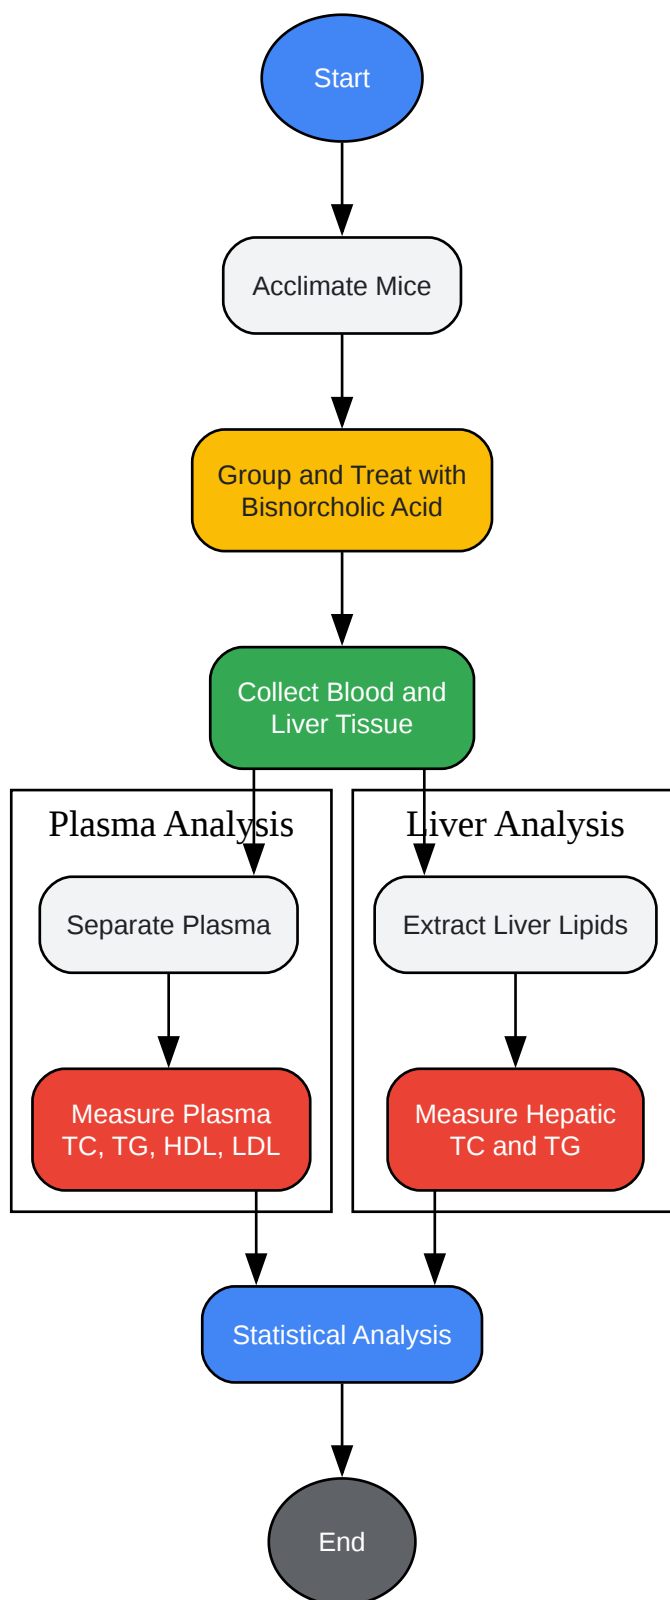 Start
Acclimate Mice
Group and Treat with
Bisnorcholic Acid
Collect Blood and
Liver Tissue
Plasma Analysis
Separate Plasma
Measure Plasma
TC, TG, HDL, LDL
Liver Analysis
Extract Liver Lipids
Measure Hepatic
TC and TG
Statistical Analysis
End